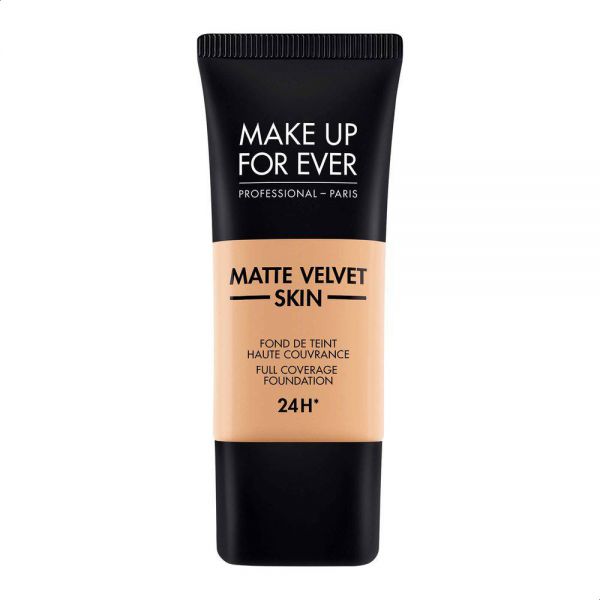 MAKE UP
FOR EVER
PROFESSIONAL – PARIS
MATTE VELVET
SKIN
FOND DE TEINT
HAUTE COUVRANCE
FULL COVERAGE
FOUNDATION
24H*